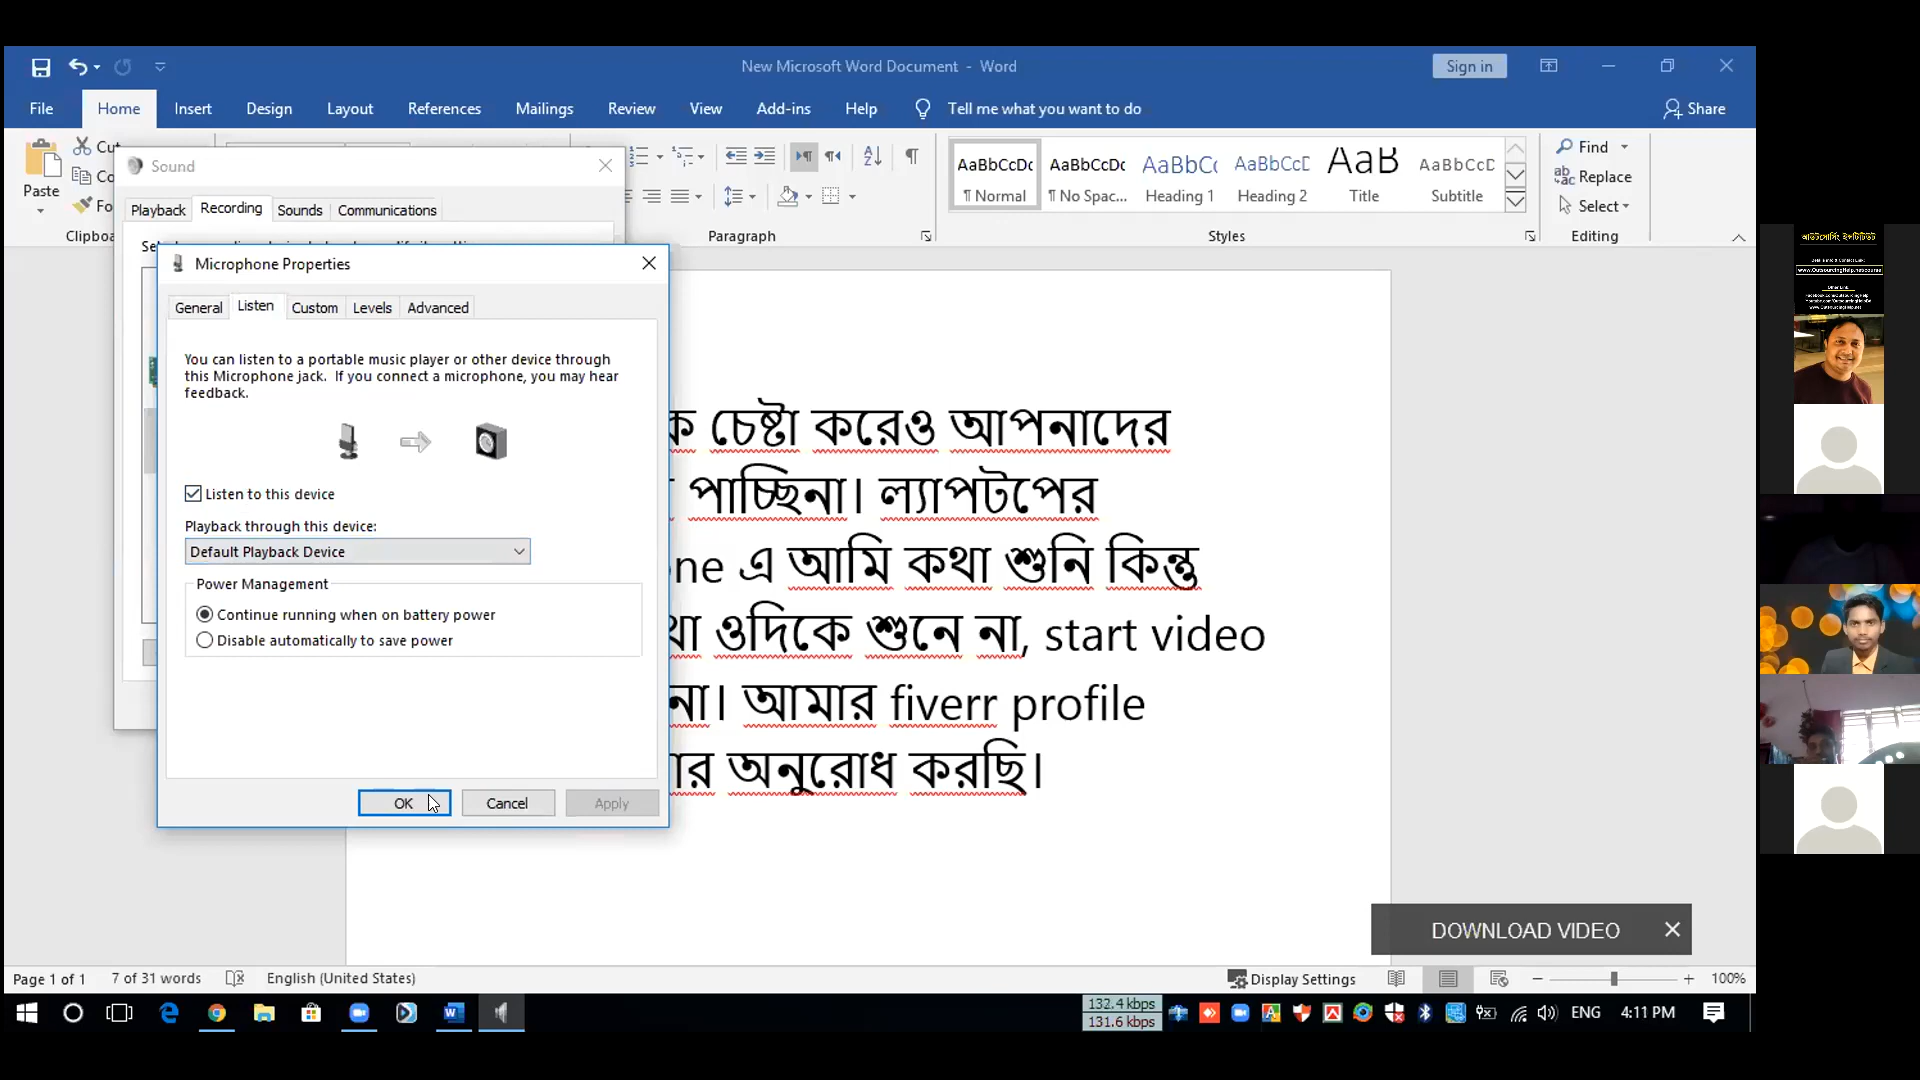 New Microsoft Word Document - Word
Sign in
File Home Insert Design Layout References Mailings Review View Add-ins Help Tell me what you want to do Share
Paste
Clipboa
Sound
Playback Recording Sounds Communications
Microphone Properties
General Listen Custom Levels Advanced
You can listen to a portable music player or other device through
this Microphone jack. If you connect a microphone, you may hear
feedback.
Listen to this device
Playback through this device:
Default Playback Device
Power Management
Continue running when on battery power
Disable automatically to save power
OK Cancel Apply
Paragraph
AaBbCcDc AaBbCcDc AaBbCc AaBbCcD AaB AaBbCcD
¶ Normal ¶ No Spac... Heading 1 Heading 2 Title Subtitle
Styles
Find
Replace
Select
Editing
চেষ্টা করেও আপনাদের
পাচ্ছিনা। ল্যাপটপের
এ আমি কথা শুনি কিন্তু
ওদিকে শুনে না, start video
না। আমার fiverr profile
অনুরোধ করছি।
DOWNLOAD VIDEO
Page 1 of 1 7 of 31 words English (United States) Display Settings 100%
132.4 kbps
131.6 kbps
ENG 4:11 PM